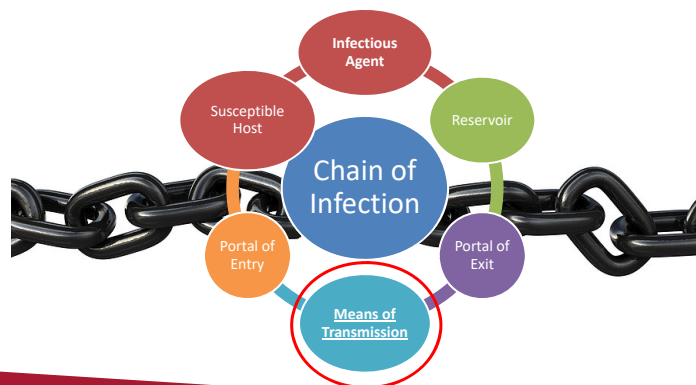 Infectious
Agent
Susceptible
Host
Reservoir
Chain of
Infection
Portal of
Entry
Portal of
Exit
Means of
Transmission